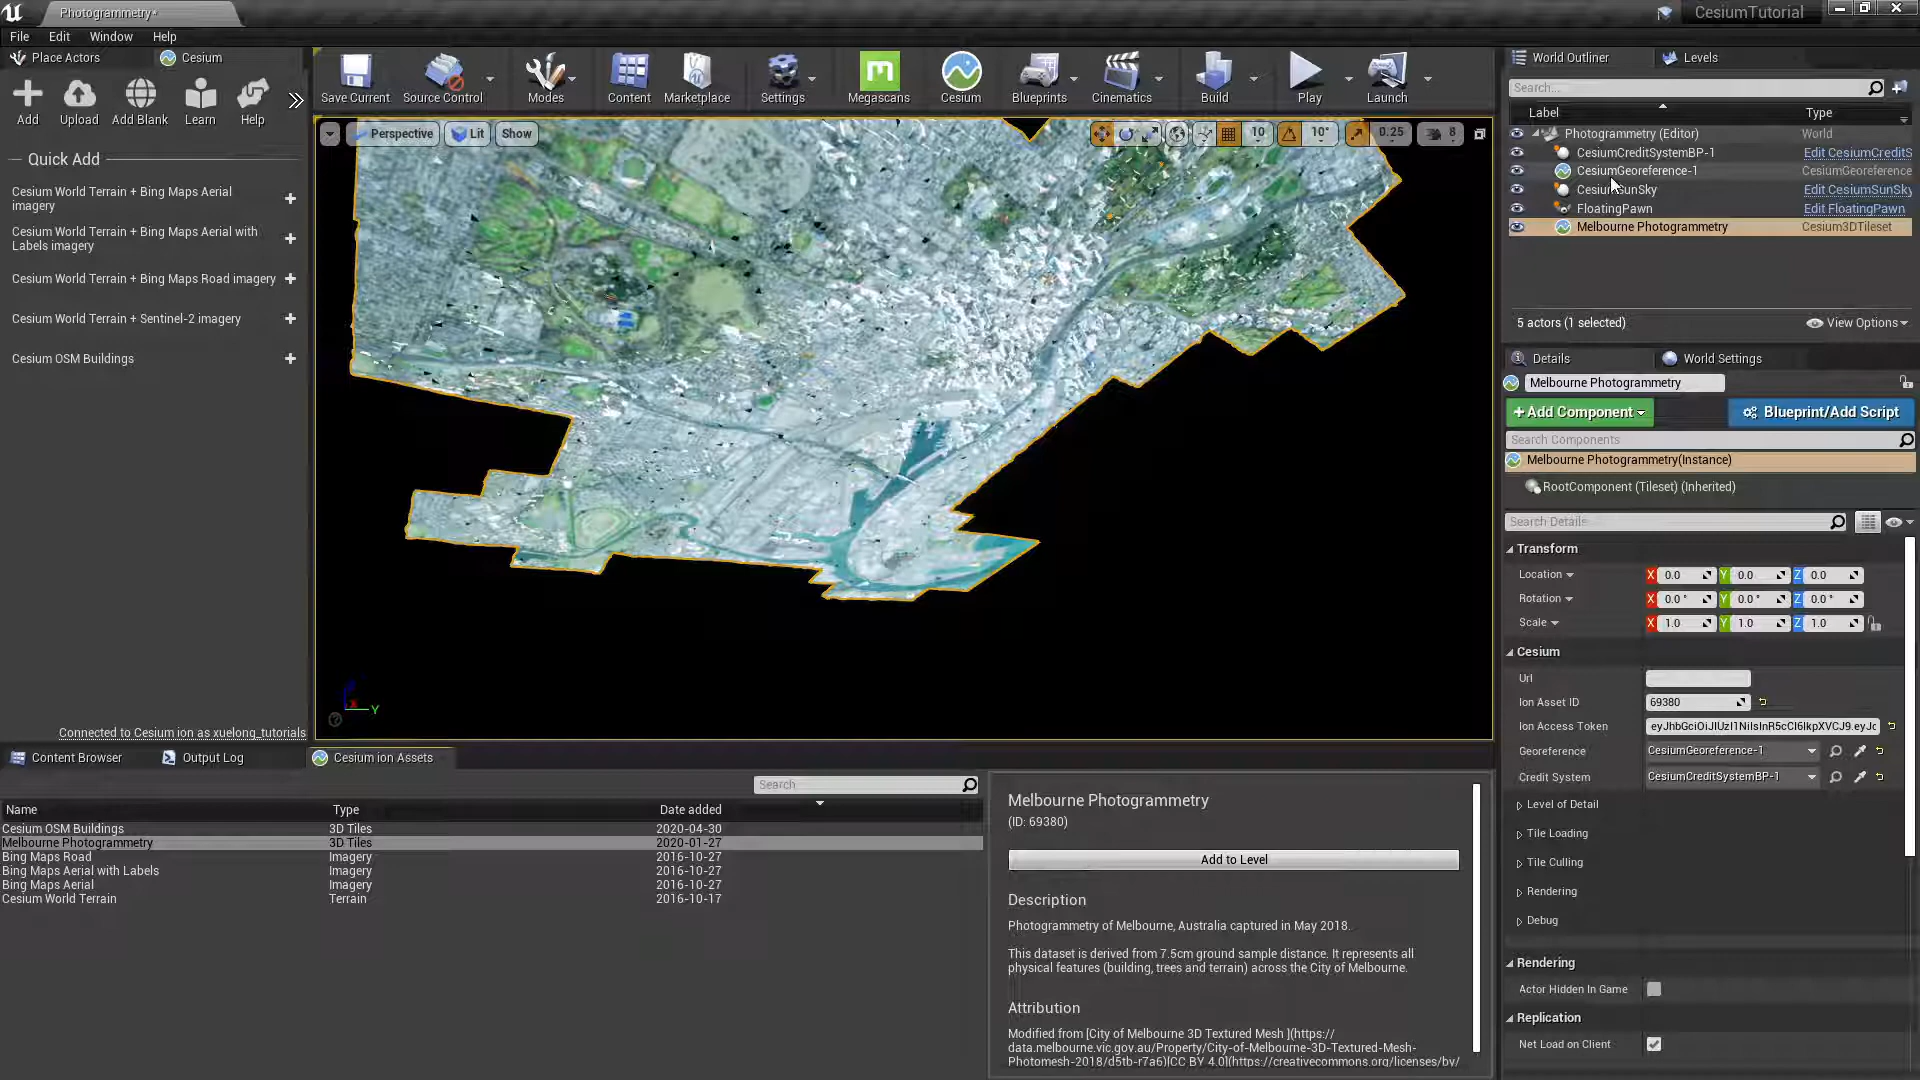 Photogrammetry*
CesiumTutorial
File Edit Window Help
Place Actors
Cesium
Add
Upload
Add Blank
Learn
Help
Quick Add
Cesium World Terrain + Bing Maps Aerial
imagery
Cesium World Terrain + Bing Maps Aerial with
Labels imagery
Cesium World Terrain + Bing Maps Road imagery
Cesium World Terrain + Sentinel-2 imagery
Cesium OSM Buildings
Connected to Cesium ion as xuelong_tutorials
Save Current
Source Control
Modes
Content
Marketplace
Settings
Megascans
Cesium
Blueprints
Cinematics
Build
Play
Launch
Perspective
Lit
Show
10
10°
0.25
8
Y
World Outliner
Levels
Search...
Label
Type
Photogrammetry (Editor) World
CesiumCreditSystemBP-1 Edit CesiumCreditS
CesiumGeoreference-1 CesiumGeoreference
CesiumSunSky Edit CesiumSunSky
FloatingPawn Edit FloatingPawn
Melbourne Photogrammetry Cesium3DTileset
5 actors (1 selected)
View Options
Details
World Settings
Melbourne Photogrammetry
+Add Component
Blueprint/Add Script
Search Components
Melbourne Photogrammetry(Instance)
RootComponent (Tileset) (Inherited)
Search Details
Transform
Location X 0.0 Y 0.0 Z 0.0
Rotation X 0.0° Y 0.0° Z 0.0°
Scale X 1.0 Y 1.0 Z 1.0
Cesium
Url
Ion Asset ID 69380
Ion Access Token eyJhbGciOiJIUzI1NiIsInR5cCI6IkpXVCJ9.eyJc
Georeference CesiumGeoreference-1
Credit System CesiumCreditSystemBP-1
Level of Detail
Tile Loading
Tile Culling
Rendering
Debug
Rendering
Actor Hidden In Game
Replication
Net Load on Client
Content Browser
Output Log
Cesium ion Assets
Search
Name Type Date added
Cesium OSM Buildings 3D Tiles 2020-04-30
Melbourne Photogrammetry 3D Tiles 2020-01-27
Bing Maps Road Imagery 2016-10-27
Bing Maps Aerial with Labels Imagery 2016-10-27
Bing Maps Aerial Imagery 2016-10-27
Cesium World Terrain Terrain 2016-10-17
Melbourne Photogrammetry
(ID: 69380)
Add to Level
Description
Photogrammetry of Melbourne, Australia captured in May 2018.
This dataset is derived from 7.5cm ground sample distance. It represents all
physical features (building, trees and terrain) across the City of Melbourne.
Attribution
Modified from [City of Melbourne 3D Textured Mesh ](https://
data.melbourne.vic.gov.au/Property/City-of-Melbourne-3D-Textured-Mesh-
Photomesh-2018/d5tb-r7a6)[CC BY 4.0](https://creativecommons.org/licenses/by/